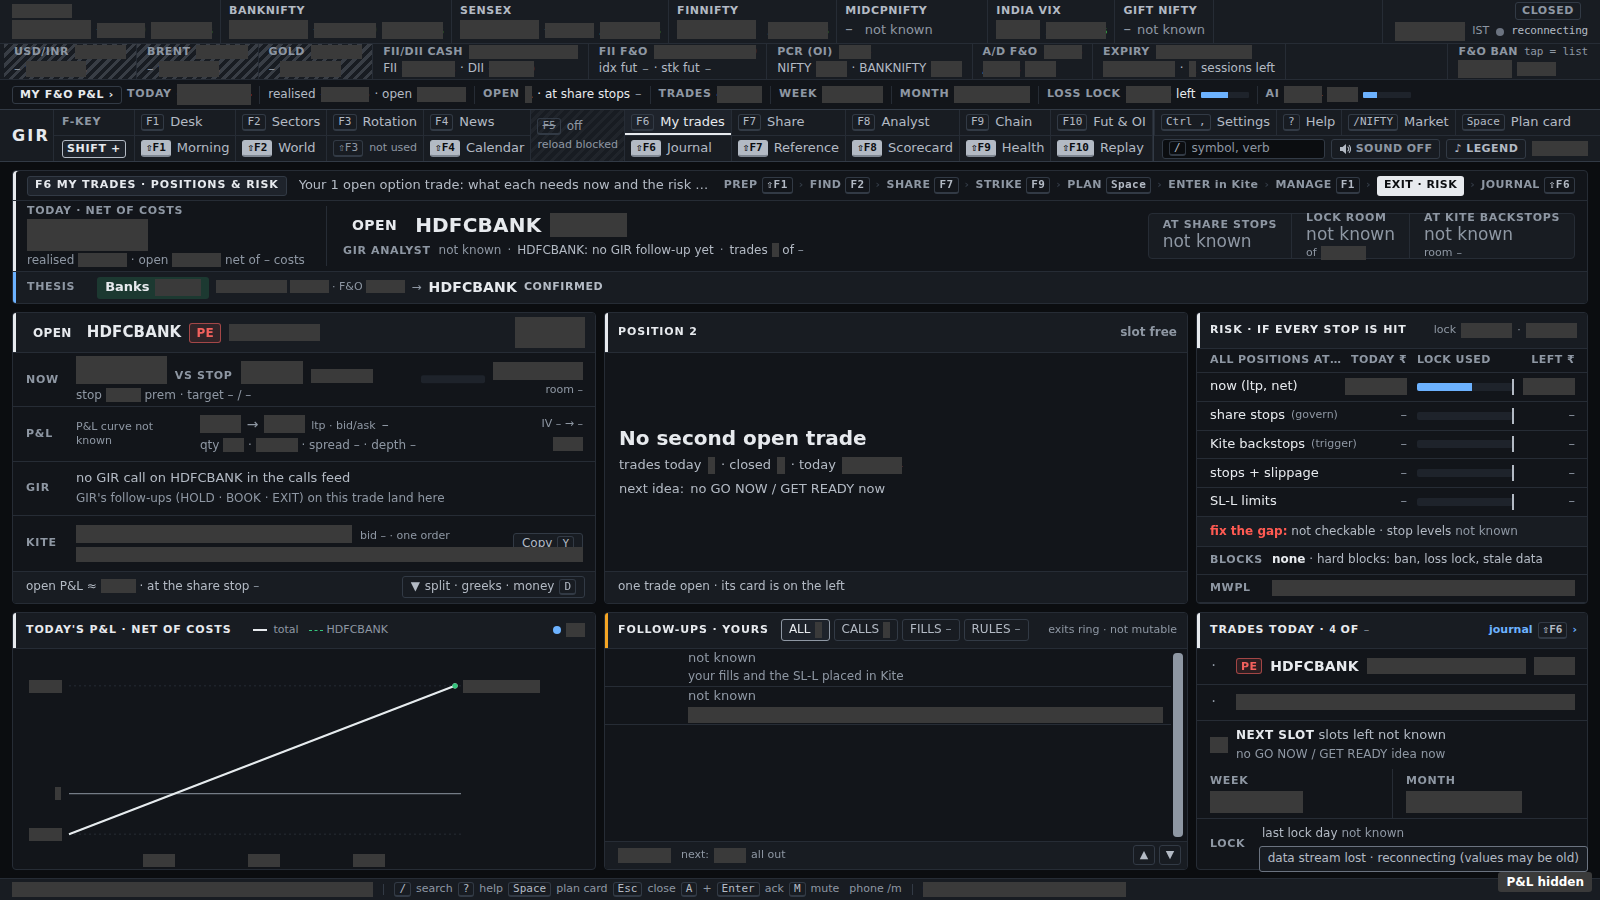 BANKNIFTY SENSEX FINNIFTY MIDCPNIFTY INDIA VIX GIFT NIFTY CLOSED
– not known – not known IST reconnecting
USD/INR BRENT GOLD FII/DII CASH FII F&O PCR (OI) A/D F&O EXPIRY F&O BAN tap = list
– – – FII · DII idx fut – · stk fut – NIFTY · BANKNIFTY · sessions left
MY F&O P&L › TODAY realised · open OPEN · at share stops – TRADES WEEK MONTH LOSS LOCK left AI
GIR F-KEY F1 Desk F2 Sectors F3 Rotation F4 News F5 off F6 My trades F7 Share F8 Analyst F9 Chain F10 Fut & OI Ctrl , Settings ? Help /NIFTY Market Space Plan card
SHIFT + ⇧F1 Morning ⇧F2 World ⇧F3 not used ⇧F4 Calendar reload blocked ⇧F6 Journal ⇧F7 Reference ⇧F8 Scorecard ⇧F9 Health ⇧F10 Replay / symbol, verb SOUND OFF ♪ LEGEND
F6 MY TRADES · POSITIONS & RISK Your 1 open option trade: what each needs now and the risk … PREP ⇧F1 › FIND F2 › SHARE F7 › STRIKE F9 › PLAN Space › ENTER in Kite › MANAGE F1 › EXIT · RISK › JOURNAL ⇧F6
TODAY · NET OF COSTS
realised · open net of – costs
OPEN HDFCBANK
GIR ANALYST not known · HDFCBANK: no GIR follow-up yet · trades of –
AT SHARE STOPS
not known
LOCK ROOM
not known
of
AT KITE BACKSTOPS
not known
room –
THESIS Banks · F&O → HDFCBANK CONFIRMED
OPEN HDFCBANK PE
NOW VS STOP
stop prem · target – / – room –
P&L P&L curve not known → ltp · bid/ask – IV – → –
qty · · spread – · depth –
GIR no GIR call on HDFCBANK in the calls feed
GIR's follow-ups (HOLD · BOOK · EXIT) on this trade land here
KITE bid – · one order Copy Y
open P&L ≈ · at the share stop – ▼ split · greeks · money D
POSITION 2 slot free
No second open trade
trades today · closed · today
next idea: no GO NOW / GET READY now
one trade open · its card is on the left
RISK · IF EVERY STOP IS HIT lock ·
ALL POSITIONS AT… TODAY ₹ LOCK USED LEFT ₹
now (ltp, net)
share stops (govern) – –
Kite backstops (trigger) – –
stops + slippage – –
SL-L limits – –
fix the gap: not checkable · stop levels not known
BLOCKS none · hard blocks: ban, loss lock, stale data
MWPL
TODAY'S P&L · NET OF COSTS total HDFCBANK
FOLLOW-UPS · YOURS ALL CALLS FILLS – RULES – exits ring · not mutable
not known
your fills and the SL-L placed in Kite
not known
next: all out ▲ ▼
TRADES TODAY · 4 OF – journal ⇧F6 ›
· PE HDFCBANK
·
NEXT SLOT slots left not known
no GO NOW / GET READY idea now
WEEK MONTH
LOCK last lock day not known
data stream lost · reconnecting (values may be old)
P&L hidden
/ search ? help Space plan card Esc close A + Enter ack M mute phone /m